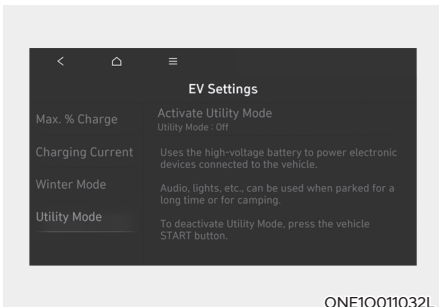 EV Settings
Max. % Charge
Charging Current
Winter Mode
Utility Mode
Activate Utility Mode
Utility Mode : Off
Uses the high-voltage battery to power electronic
devices connected to the vehicle.
Audio, lights, etc., can be used when parked for a
long time or for camping.
To deactivate Utility Mode, press the vehicle
START button.
ONE1Q011032L